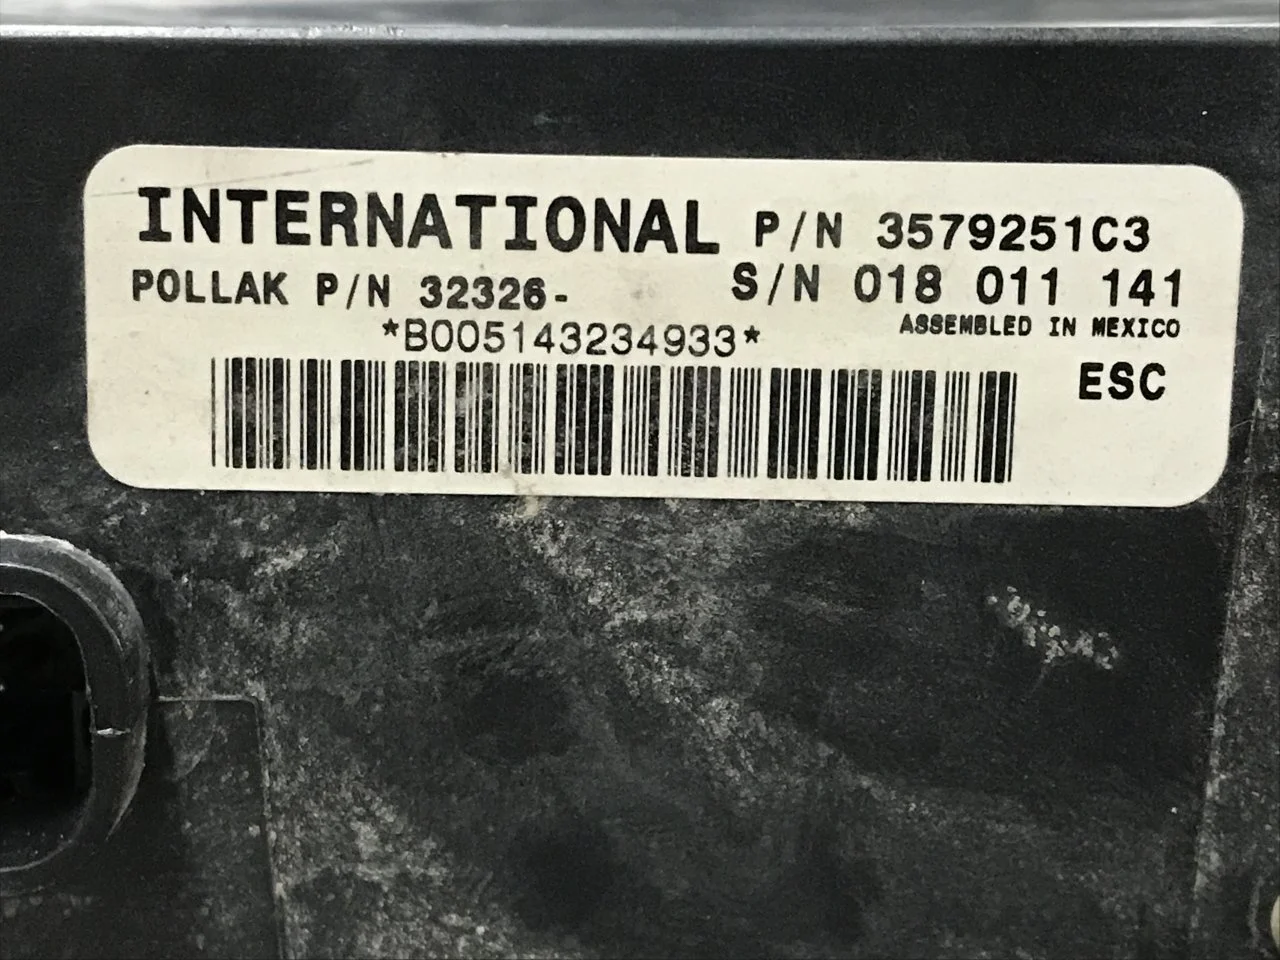 INTERNATIONAL P/N 3579251C3
POLLAK P/N 32326- S/N 018 011 141
*B005143234933* ASSEMBLED IN MEXICO
ESC